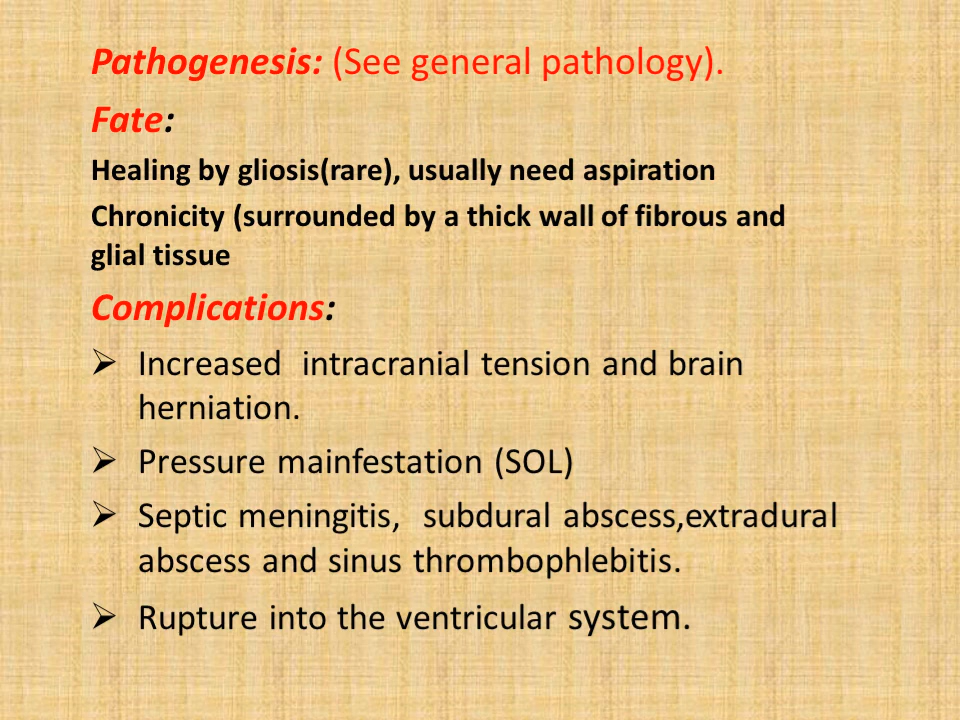 Pathogenesis: (See general pathology).
Fate:
Healing by gliosis(rare), usually need aspiration
Chronicity (surrounded by a thick wall of fibrous and
glial tissue
Complications:
➢ Increased  intracranial tension and brain
herniation.
➢ Pressure mainfestation (SOL)
➢ Septic meningitis,  subdural abscess,extradural
abscess and sinus thrombophlebitis.
➢ Rupture into the ventricular system.